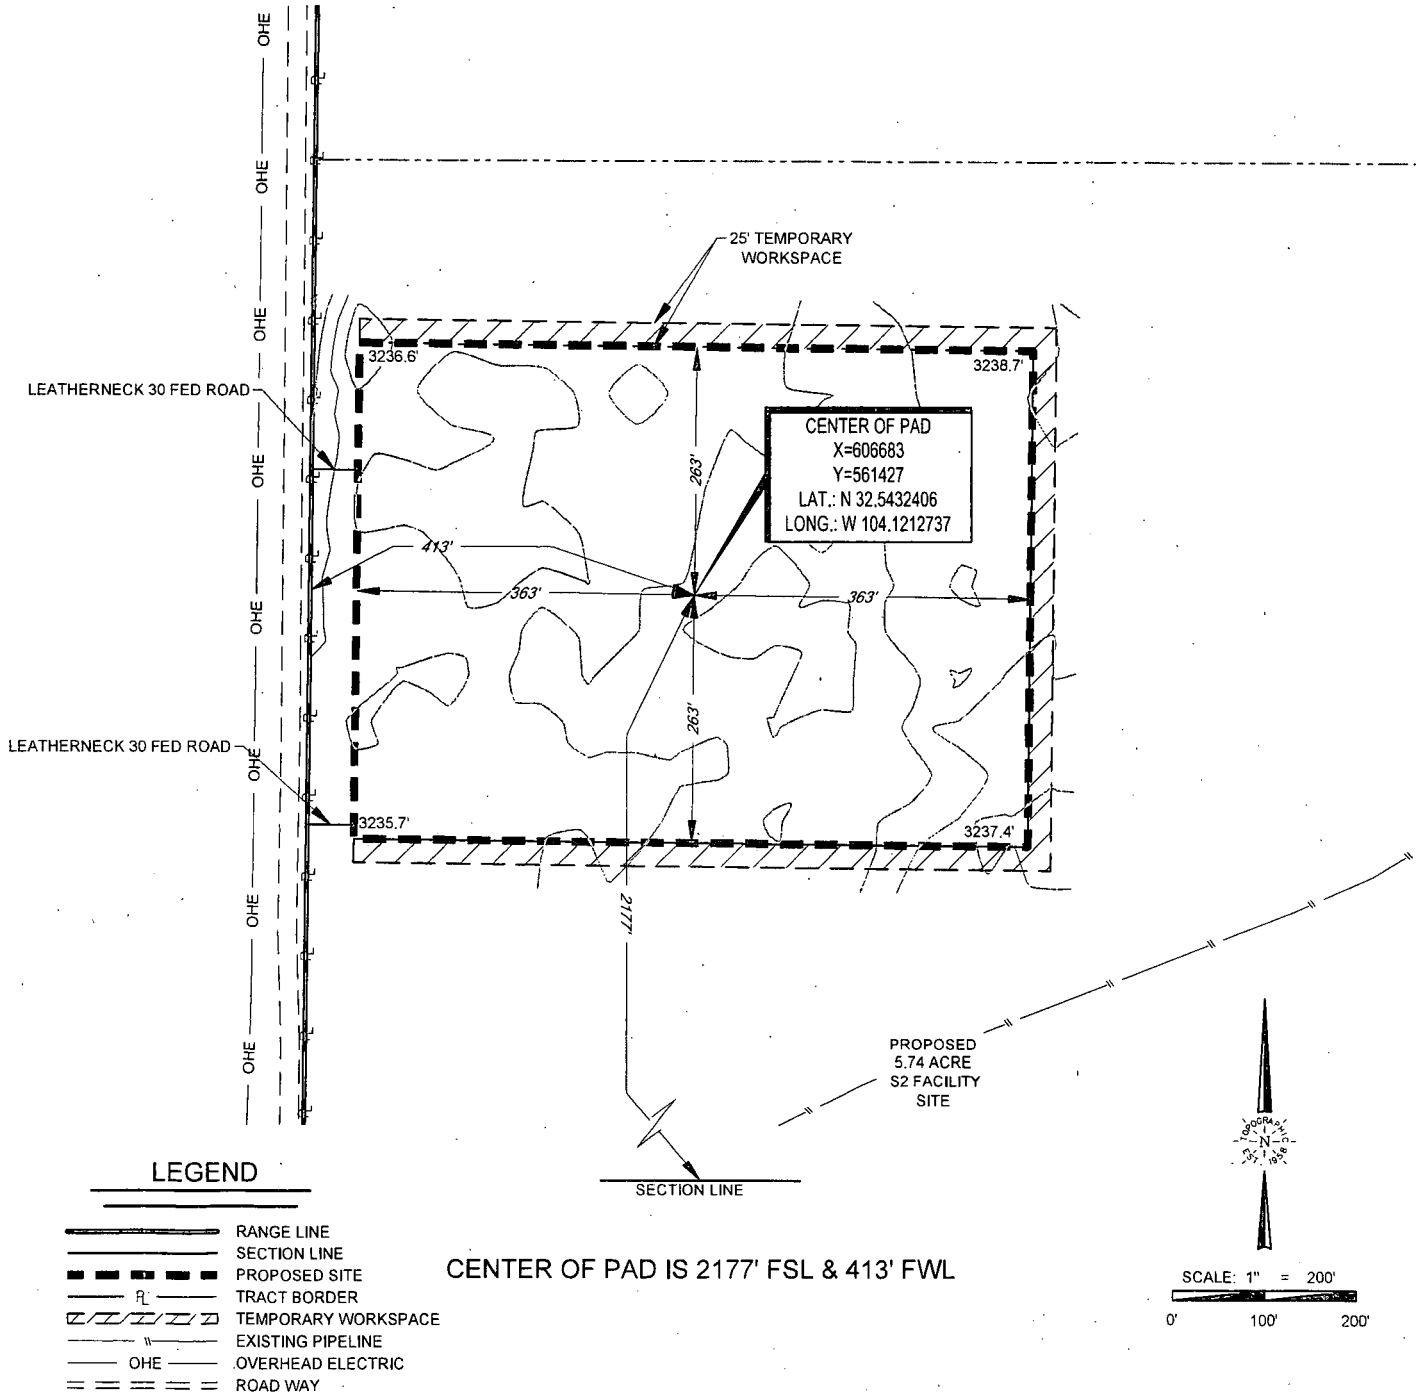 OHE
OHE
OHE
OHE
OHE
OHE
OHE
OHE
25' TEMPORARY
WORKSPACE
3236.6'
3238.7'
LEATHERNECK 30 FED ROAD
CENTER OF PAD
X=606683
Y=561427
LAT.: N 32.5432406
LONG.: W 104.1212737
263'
413'
363'
363'
263'
LEATHERNECK 30 FED ROAD
3235.7'
3237.4'
2177'
PROPOSED
5.74 ACRE
S2 FACILITY
SITE
TOPOGRAPHIC
N
EST. 1958
SECTION LINE
LEGEND
RANGE LINE
SECTION LINE
PROPOSED SITE
PL TRACT BORDER
TEMPORARY WORKSPACE
EXISTING PIPELINE
OHE OVERHEAD ELECTRIC
ROAD WAY
CENTER OF PAD IS 2177' FSL & 413' FWL
SCALE: 1" = 200'
0' 100' 200'